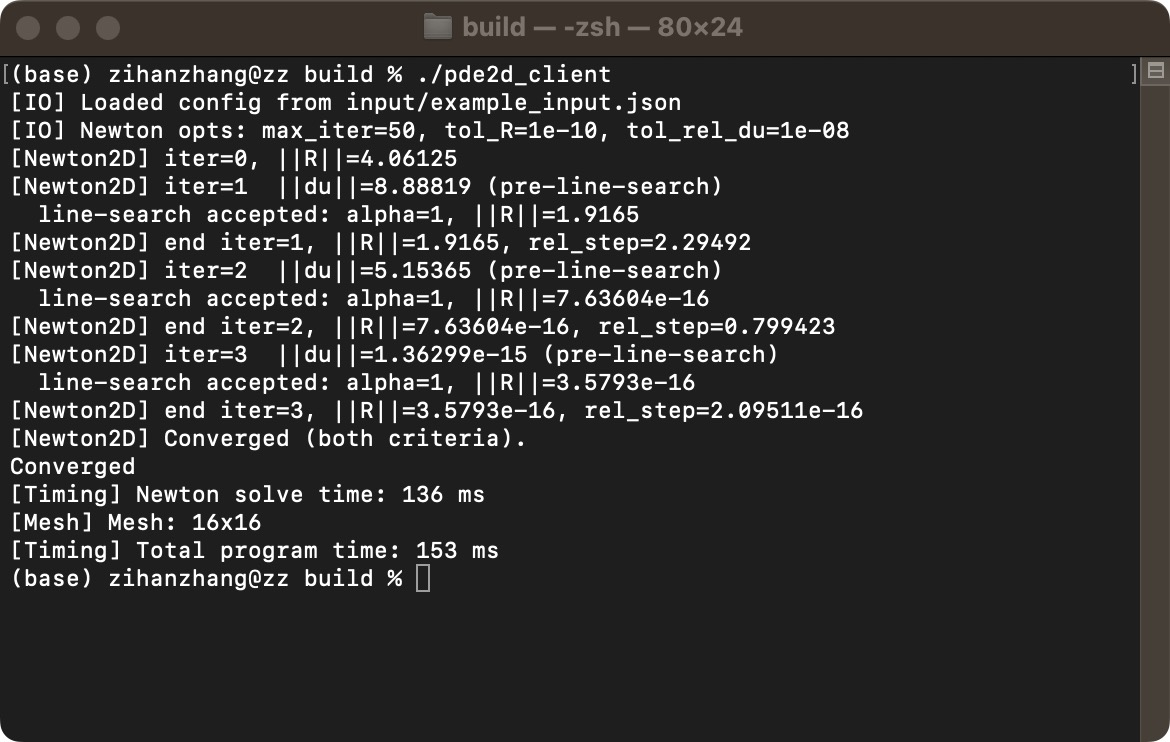 build — -zsh — 80×24
[(base) zihanzhang@zz build % ./pde2d_client ]
[IO] Loaded config from input/example_input.json
[IO] Newton opts: max_iter=50, tol_R=1e-10, tol_rel_du=1e-08
[Newton2D] iter=0, ||R||=4.06125
[Newton2D] iter=1  ||du||=8.88819 (pre-line-search)
  line-search accepted: alpha=1, ||R||=1.9165
[Newton2D] end iter=1, ||R||=1.9165, rel_step=2.29492
[Newton2D] iter=2  ||du||=5.15365 (pre-line-search)
  line-search accepted: alpha=1, ||R||=7.63604e-16
[Newton2D] end iter=2, ||R||=7.63604e-16, rel_step=0.799423
[Newton2D] iter=3  ||du||=1.36299e-15 (pre-line-search)
  line-search accepted: alpha=1, ||R||=3.5793e-16
[Newton2D] end iter=3, ||R||=3.5793e-16, rel_step=2.09511e-16
[Newton2D] Converged (both criteria).
Converged
[Timing] Newton solve time: 136 ms
[Mesh] Mesh: 16x16
[Timing] Total program time: 153 ms
(base) zihanzhang@zz build %